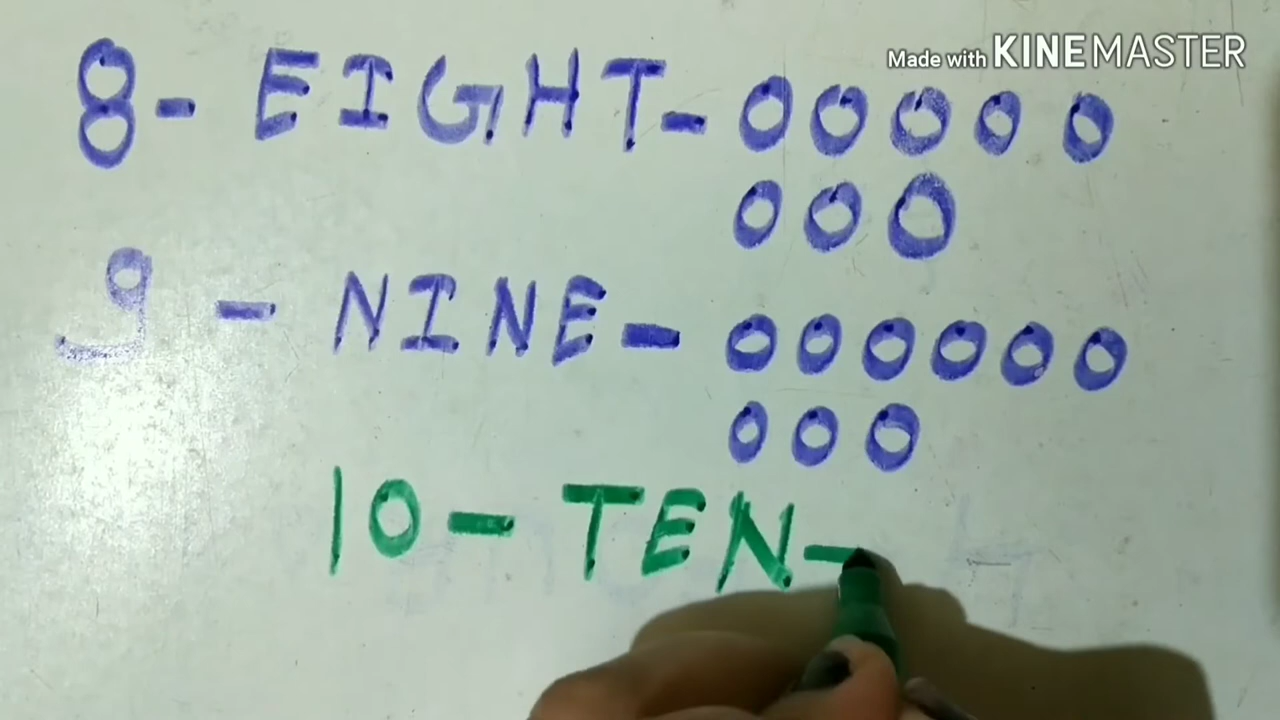 Made with KINEMASTER
8- EIGHT- 00000
000
9 - NINE- 000000
000
10- TEN-